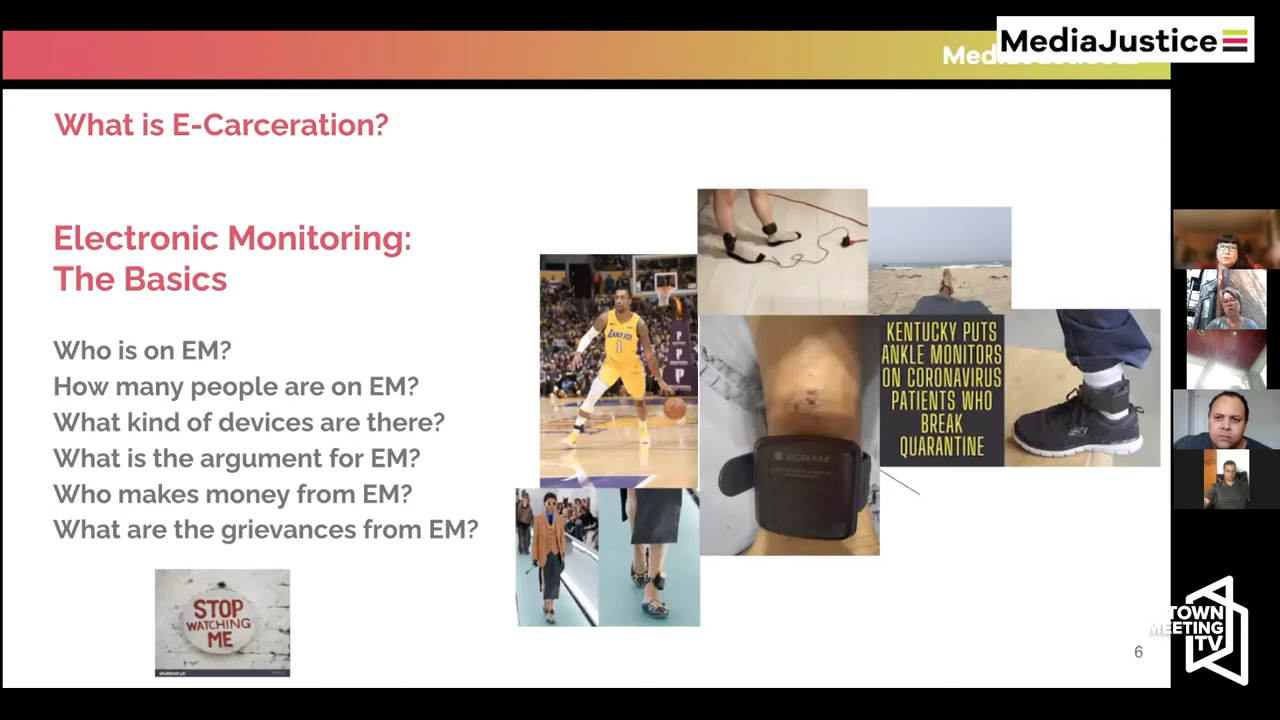 MediaJustice
What is E-Carceration?
Electronic Monitoring:
The Basics
Who is on EM?
How many people are on EM?
What kind of devices are there?
What is the argument for EM?
Who makes money from EM?
What are the grievances from EM?
STOP
WATCHING
ME
LAKERS
1
SCRAM
KENTUCKY PUTS
ANKLE MONITORS
ON CORONAVIRUS
PATIENTS WHO
BREAK
QUARANTINE
TOWN
MEETING
TV
6